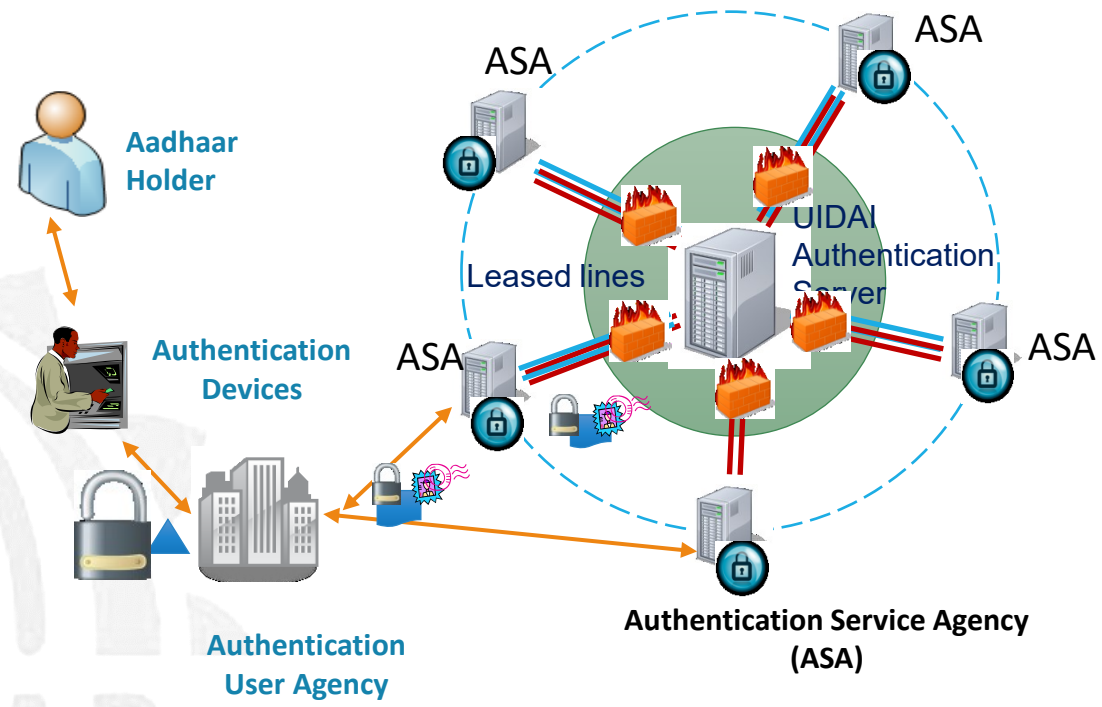 ASA
ASA
Aadhaar
Holder
UIDAI
Authentication
Server
Leased lines
Authentication
Devices
ASA
ASA
Authentication Service Agency
(ASA)
Authentication
User Agency